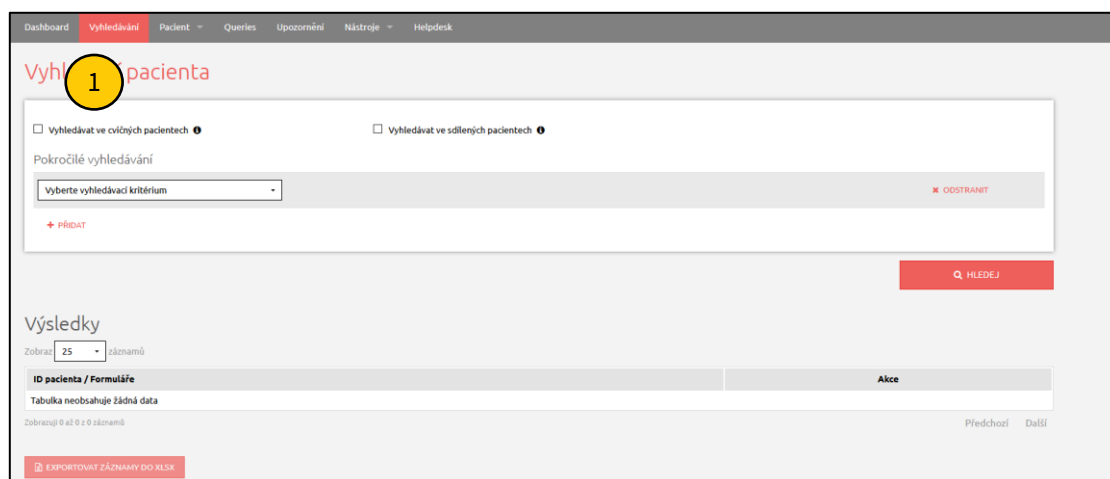 Dashboard Vyhledávání Pacient Queries Upozornění Nástroje Helpdesk
Vyh pacienta
1
Vyhledávat ve cvičných pacientech Vyhledávat ve sdílených pacientech
Pokročilé vyhledávání
Vyberte vyhledávací kritérium ODSTRANIT
+ PŘIDAT
HLEDEJ
Výsledky
Zobraz 25 záznamů
ID pacienta / Formuláře Akce
Tabulka neobsahuje žádná data
Zobrazuji 0 až 0 z 0 záznamů Předchozí Další
EXPORTOVAT ZÁZNAMY DO XLSX